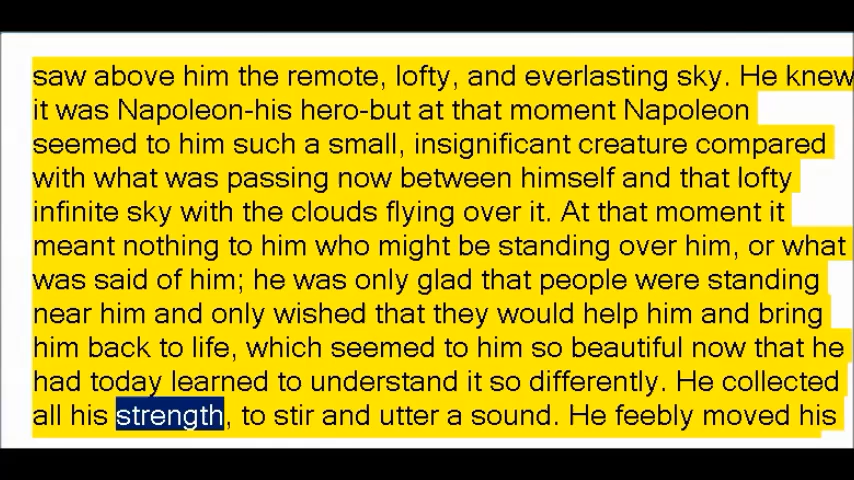 saw above him the remote, lofty, and everlasting sky. He knew
it was Napoleon-his hero-but at that moment Napoleon
seemed to him such a small, insignificant creature compared
with what was passing now between himself and that lofty
infinite sky with the clouds flying over it. At that moment it
meant nothing to him who might be standing over him, or what
was said of him; he was only glad that people were standing
near him and only wished that they would help him and bring
him back to life, which seemed to him so beautiful now that he
had today learned to understand it so differently. He collected
all his strength, to stir and utter a sound. He feebly moved his